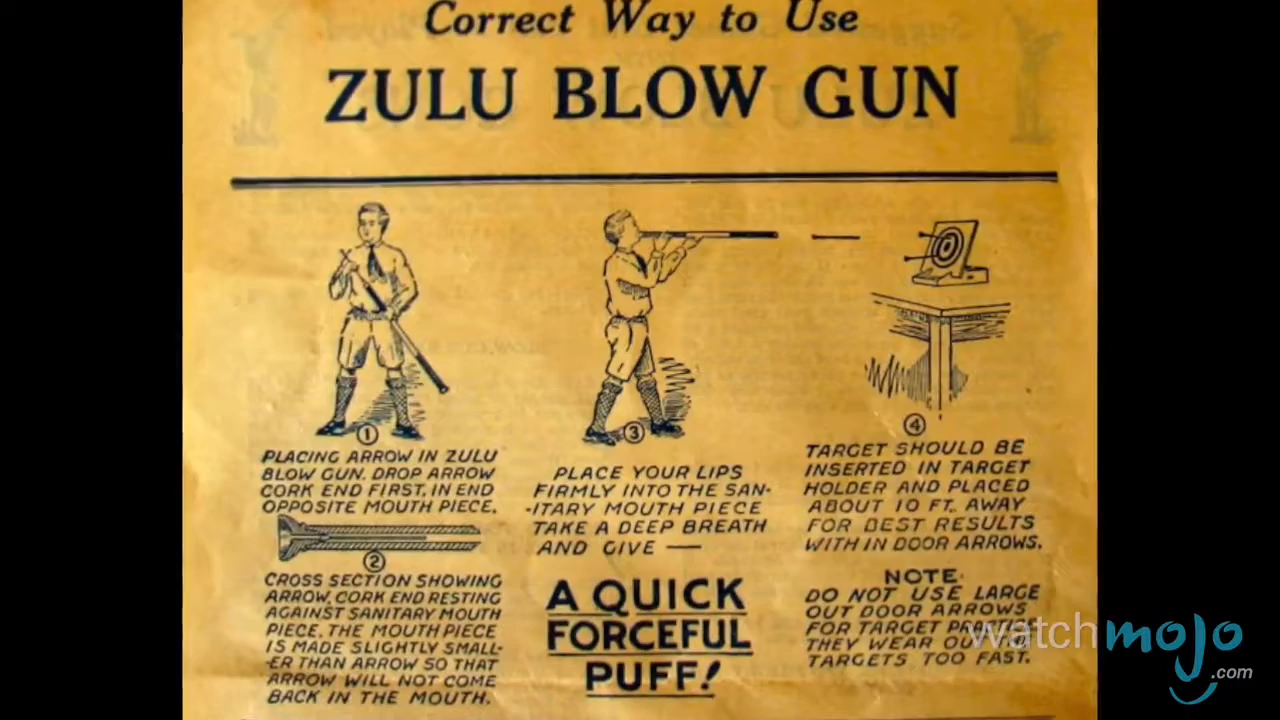 Correct Way to Use
ZULU BLOW GUN
1
PLACING ARROW IN ZULU
BLOW GUN. DROP ARROW
CORK END FIRST, IN END
OPPOSITE MOUTH PIECE.
2
CROSS SECTION SHOWING
ARROW, CORK END RESTING
AGAINST SANITARY MOUTH
PIECE. THE MOUTH PIECE
IS MADE SLIGHTLY SMALL-
-ER THAN ARROW SO THAT
ARROW WILL NOT COME
BACK IN THE MOUTH.
3
PLACE YOUR LIPS
FIRMLY INTO THE SAN-
-ITARY MOUTH PIECE
TAKE A DEEP BREATH
AND GIVE —
A QUICK
FORCEFUL
PUFF!
4
TARGET SHOULD BE
INSERTED IN TARGET
HOLDER AND PLACED
ABOUT 10 FT. AWAY
FOR BEST RESULTS
WITH IN DOOR ARROWS.
NOTE
DO NOT USE LARGE
OUT DOOR ARROWS
FOR TARGET
THEY WEAR
TARGETS TOO FAST.
watchmojo
.com